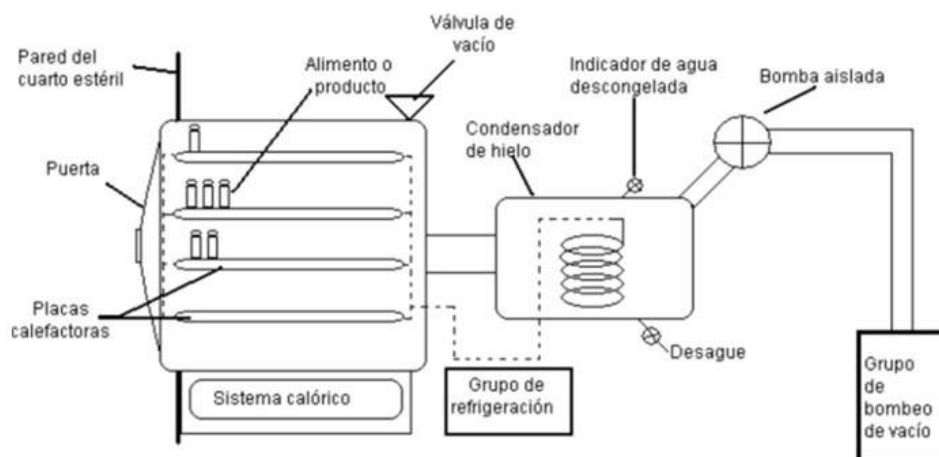 Pared del
cuarto estéril
Alimento o
producto
Válvula de
vacío
Indicador de agua
descongelada
Bomba aislada
Condensador
de hielo
Puerta
Placas
calefactoras
Sistema calórico
Grupo de
refrigeración
Desague
Grupo
de
bombeo
de vacío